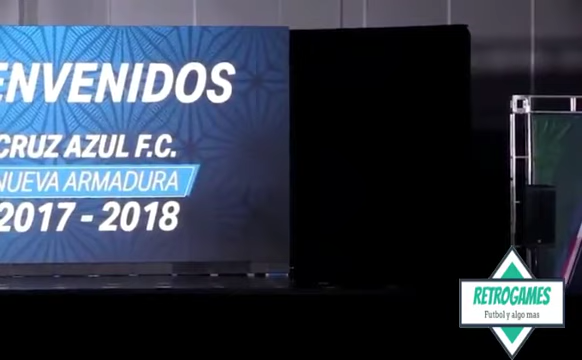 ENVENIDOS
CRUZ AZUL F.C.
NUEVA ARMADURA
2017 - 2018
RETROGAMES
Futbol y algo mas